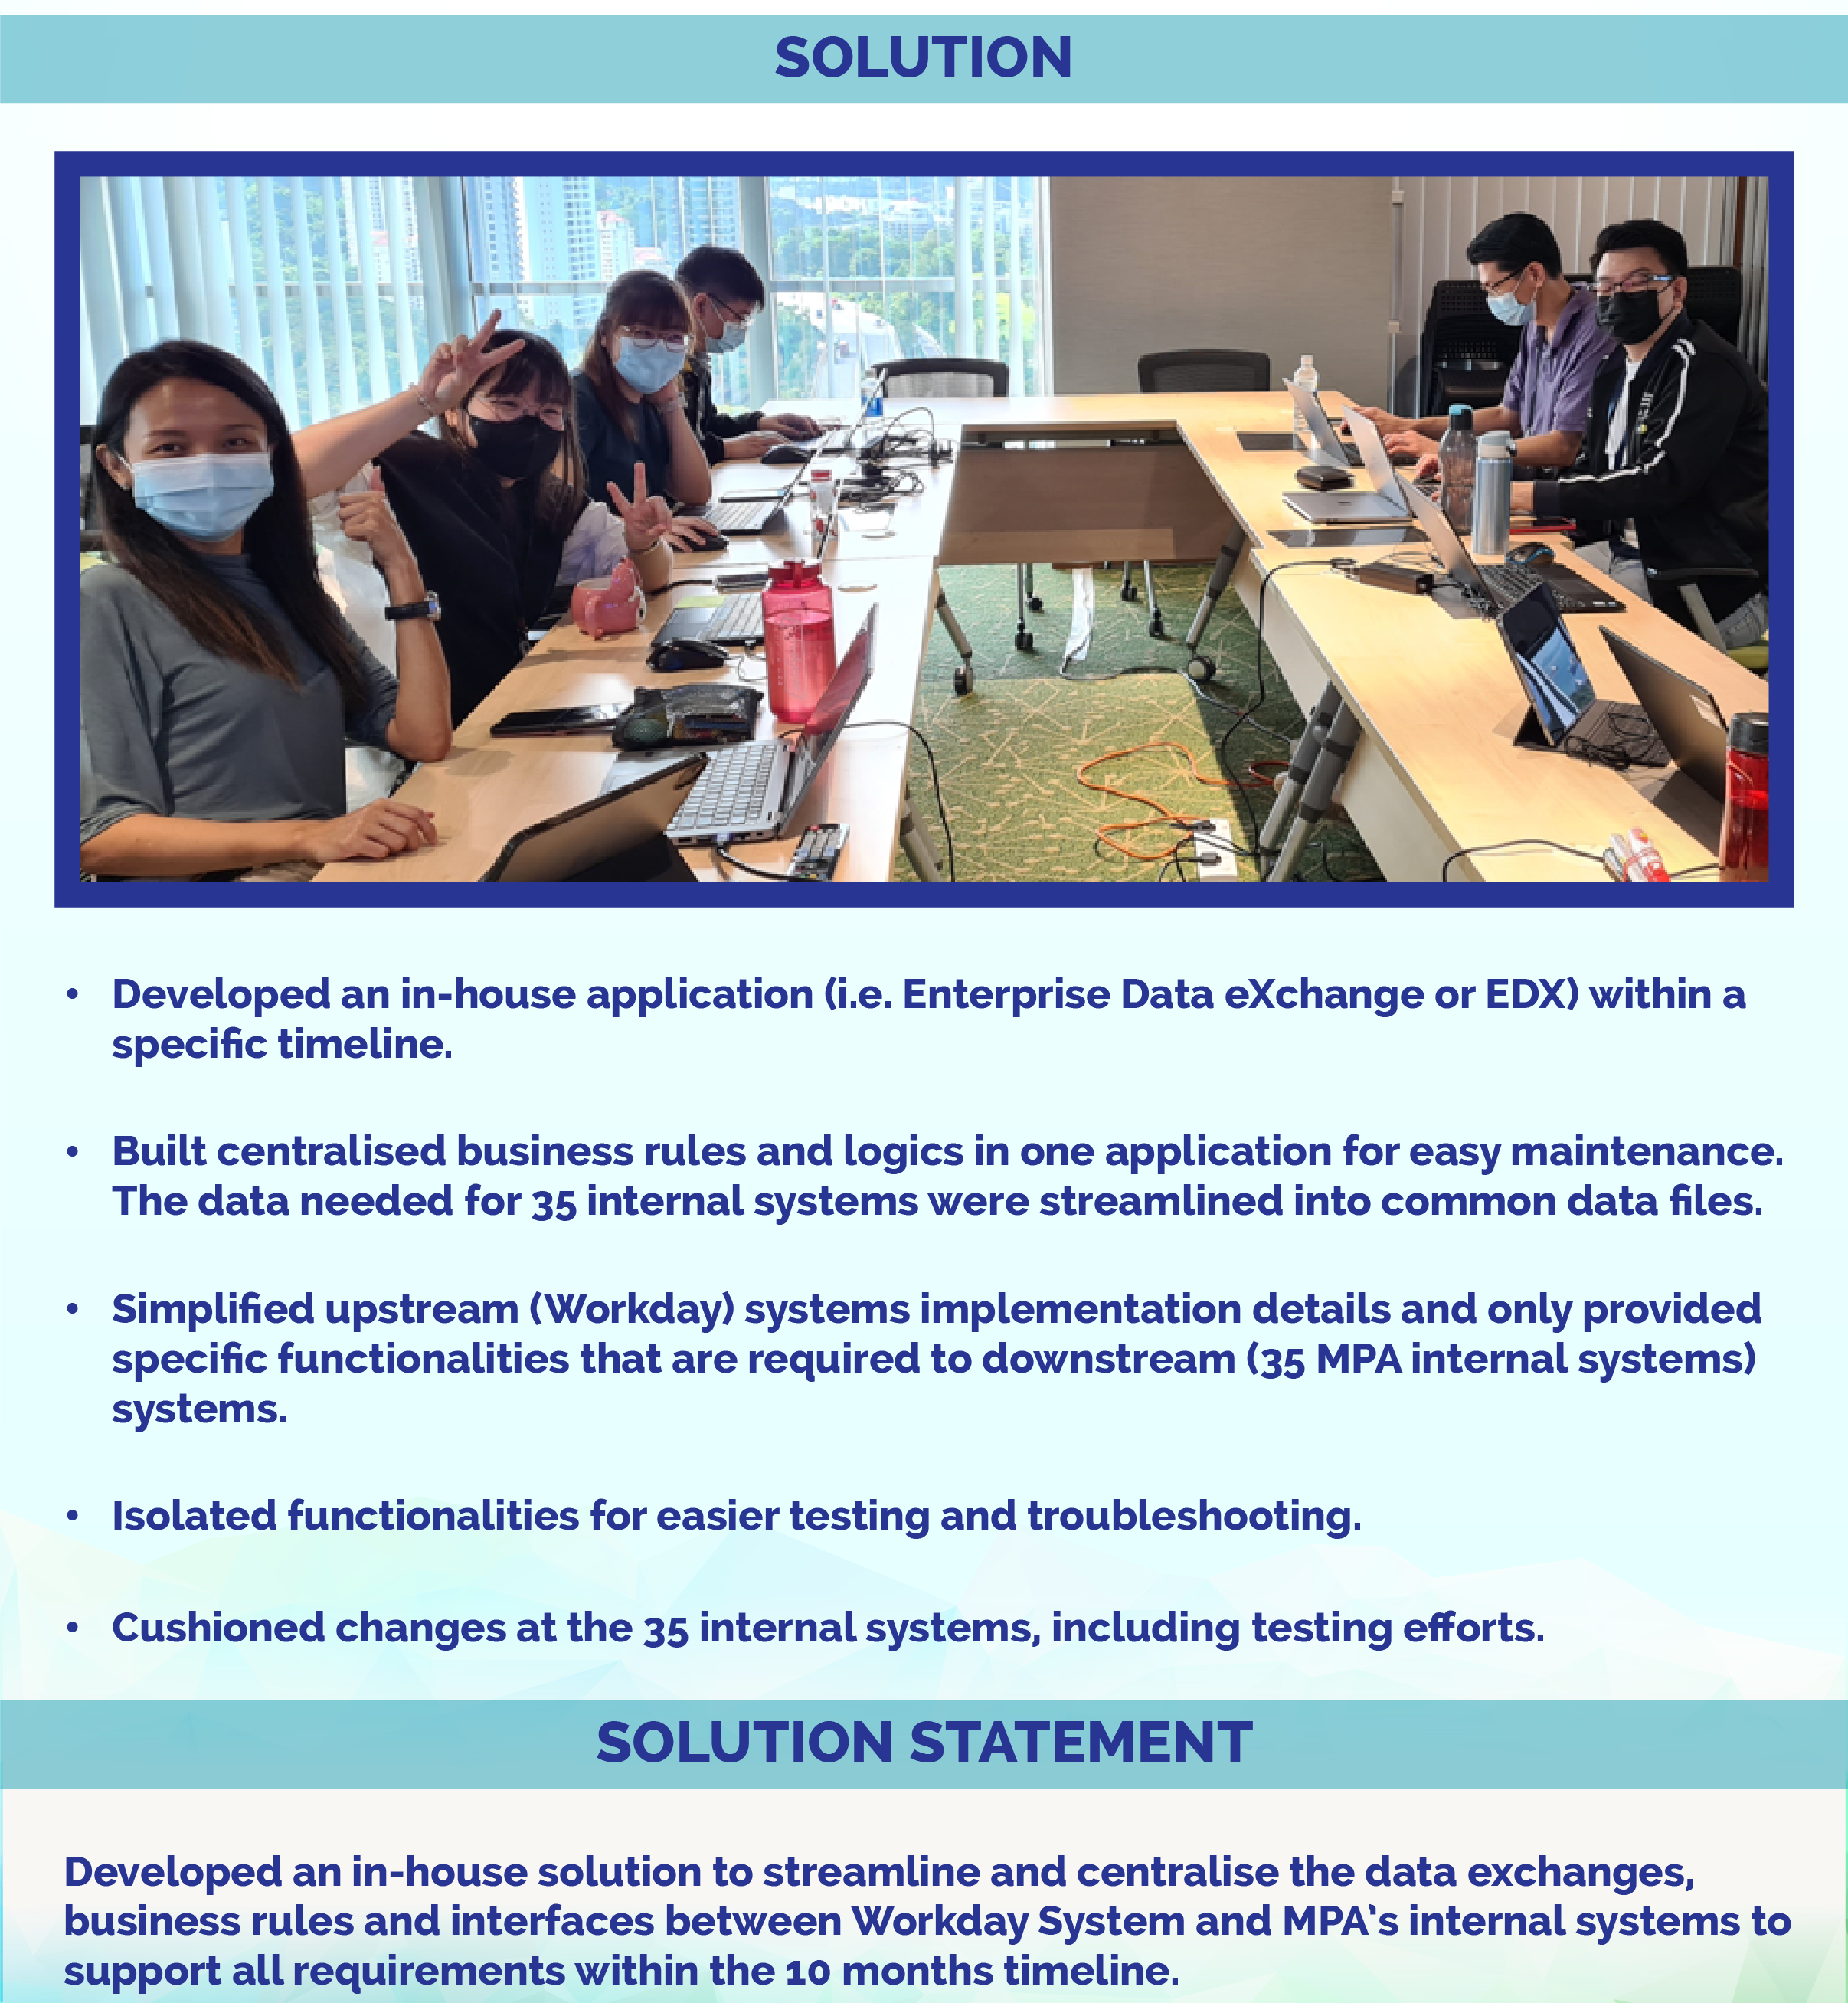 SOLUTION
• Developed an in-house application (i.e. Enterprise Data eXchange or EDX) within a
specific timeline.
• Built centralised business rules and logics in one application for easy maintenance.
The data needed for 35 internal systems were streamlined into common data files.
• Simplified upstream (Workday) systems implementation details and only provided
specific functionalities that are required to downstream (35 MPA internal systems)
systems.
• Isolated functionalities for easier testing and troubleshooting.
• Cushioned changes at the 35 internal systems, including testing efforts.
SOLUTION STATEMENT
Developed an in-house solution to streamline and centralise the data exchanges,
business rules and interfaces between Workday System and MPA’s internal systems to
support all requirements within the 10 months timeline.